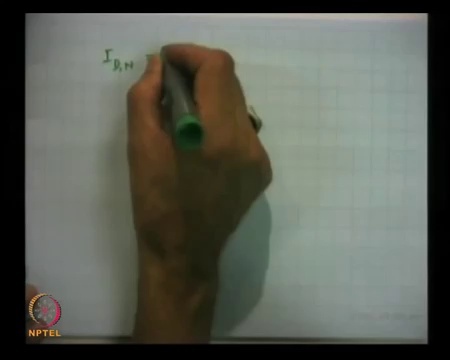 I_{D,N} =
NPTEL